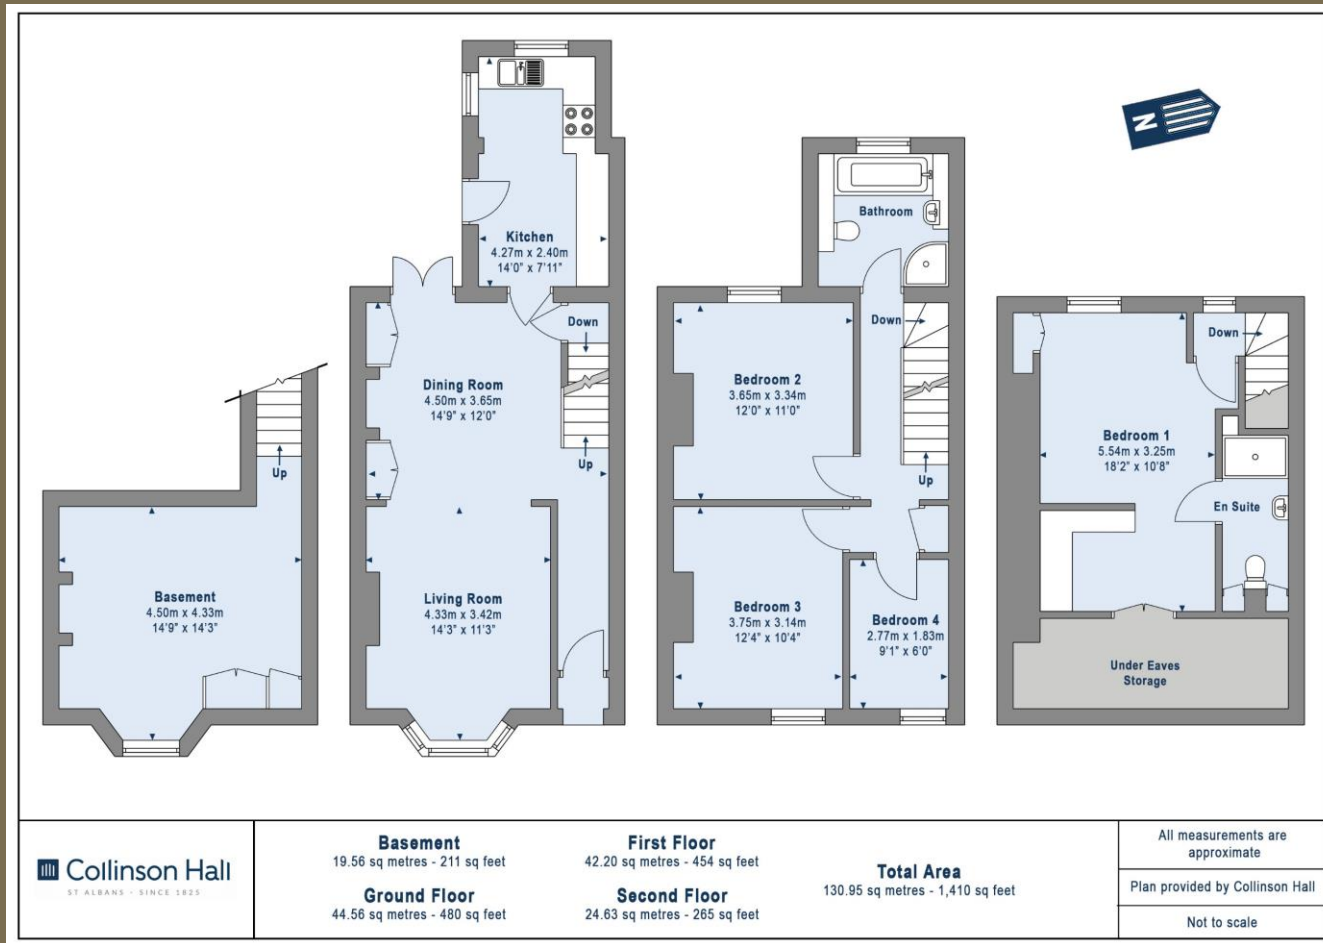 N
Kitchen
4.27m x 2.40m
14'0" x 7'11"
Down
Dining Room
4.50m x 3.65m
14'9" x 12'0"
Up
Living Room
4.33m x 3.42m
14'3" x 11'3"
Up
Basement
4.50m x 4.33m
14'9" x 14'3"
Bathroom
Down
Bedroom 2
3.65m x 3.34m
12'0" x 11'0"
Up
Bedroom 3
3.75m x 3.14m
12'4" x 10'4"
Bedroom 4
2.77m x 1.83m
9'1" x 6'0"
Down
Bedroom 1
5.54m x 3.25m
18'2" x 10'8"
En Suite
Under Eaves
Storage
Collinson Hall
ST ALBANS - SINCE 1825
Basement
19.56 sq metres - 211 sq feet
Ground Floor
44.56 sq metres - 480 sq feet
First Floor
42.20 sq metres - 454 sq feet
Second Floor
24.63 sq metres - 265 sq feet
Total Area
130.95 sq metres - 1,410 sq feet
All measurements are
approximate
Plan provided by Collinson Hall
Not to scale